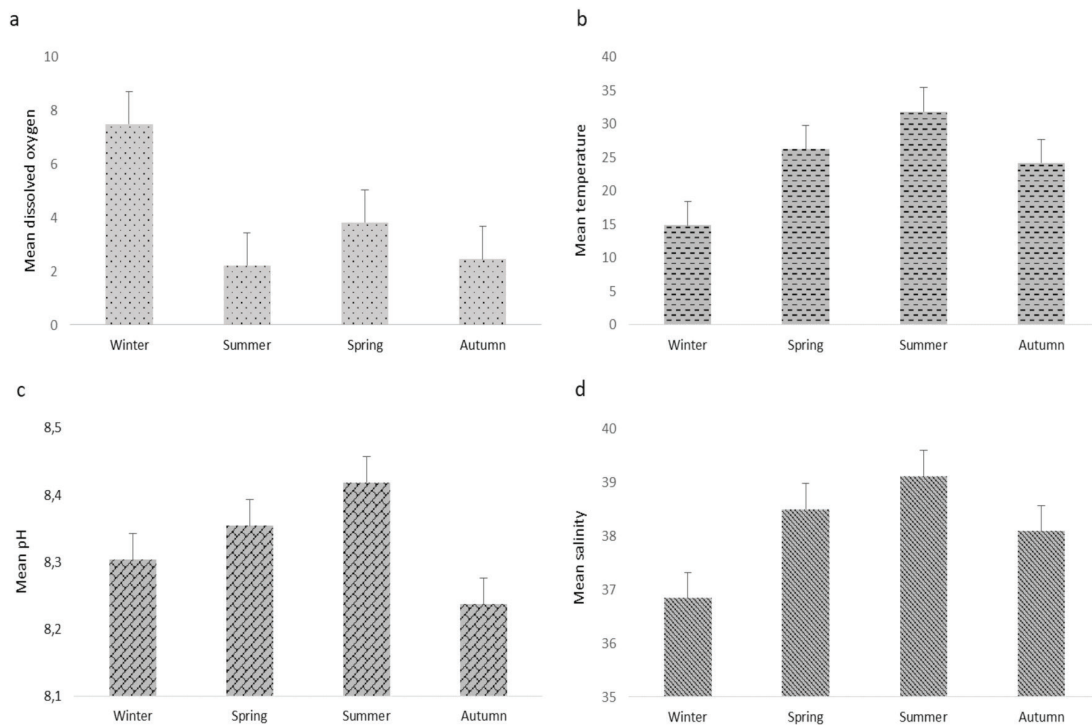 a
10
8
6
4
2
0
Mean dissolved oxygen
Winter Summer Spring Autumn
b
40
35
30
25
20
15
10
5
0
Mean temperature
Winter Spring Summer Autumn
c
8,5
8,4
8,3
8,2
8,1
Mean pH
Winter Spring Summer Autumn
d
40
39
38
37
36
35
Mean salinity
Winter Spring Summer Autumn